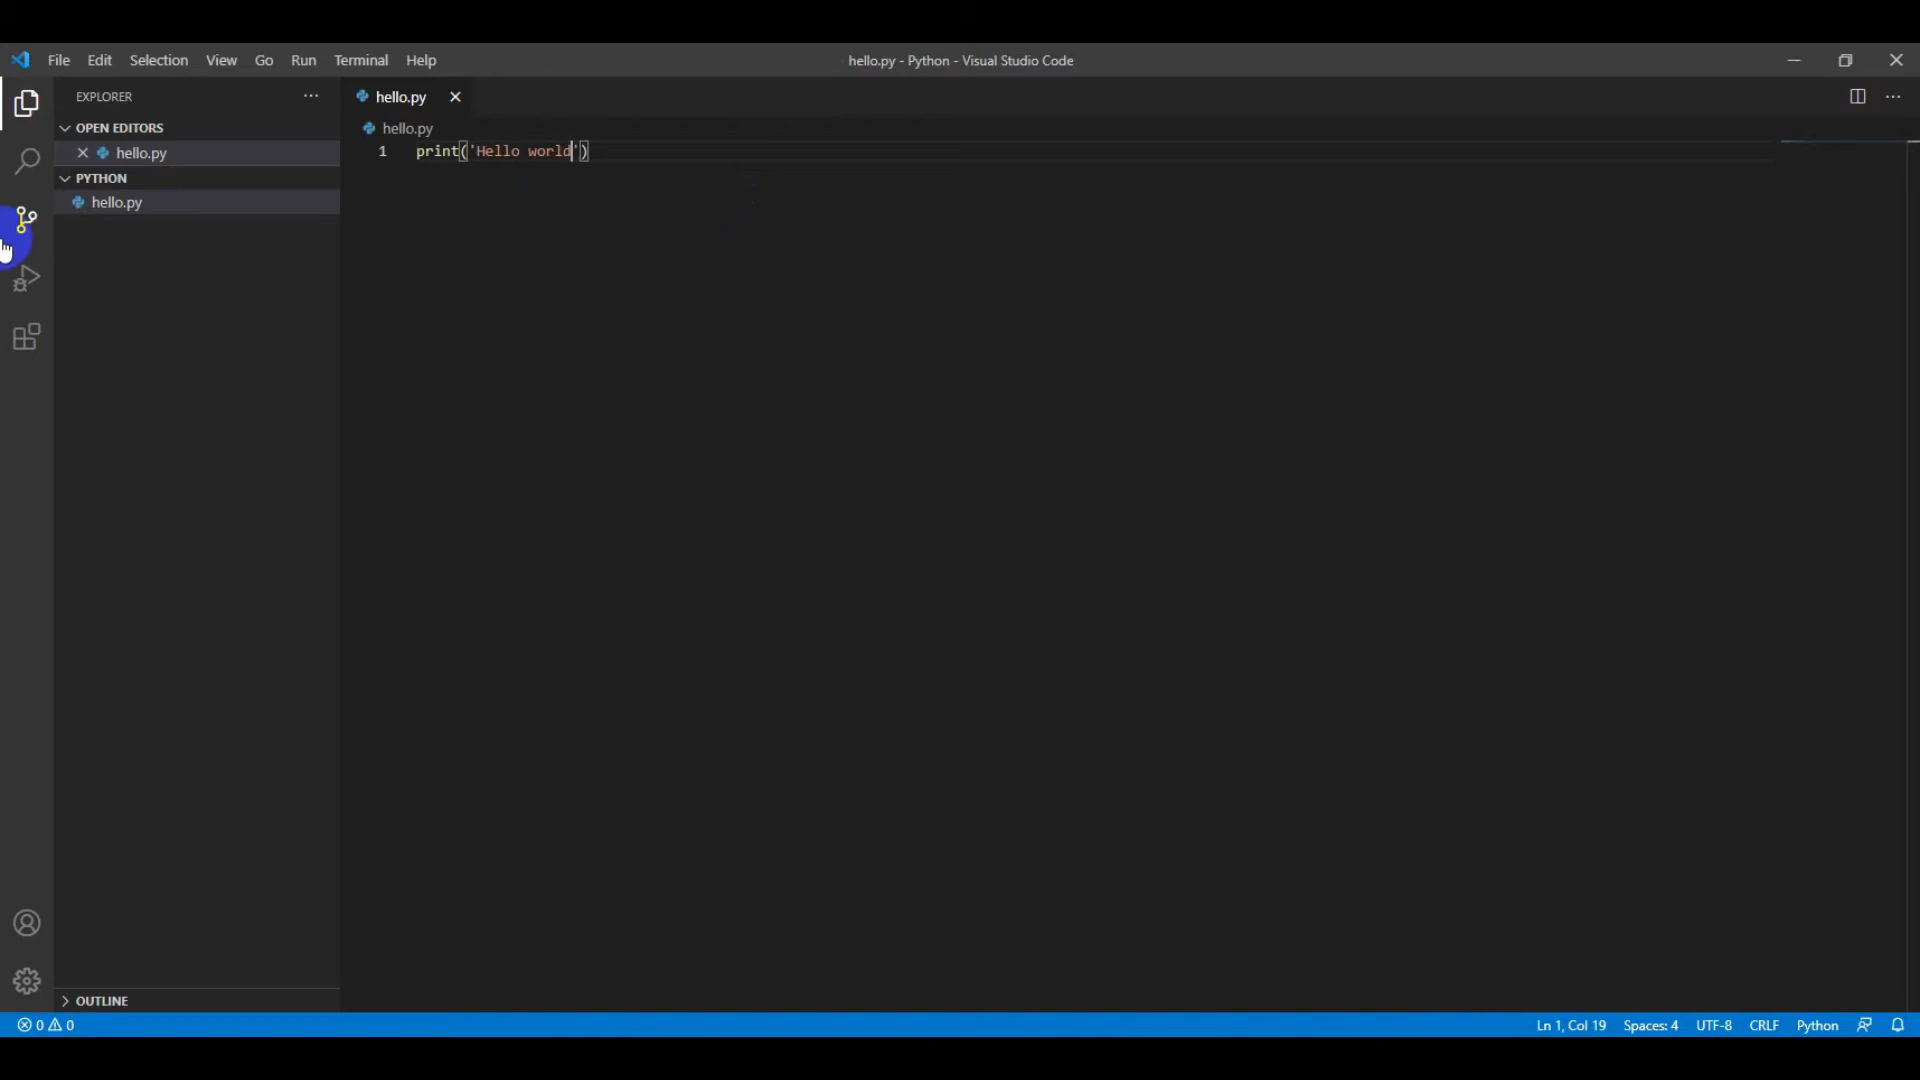 File Edit Selection View Go Run Terminal Help
hello.py - Python - Visual Studio Code
EXPLORER
OPEN EDITORS
hello.py
PYTHON
hello.py
OUTLINE
hello.py
hello.py
1 print('Hello world')
0 0
Ln 1, Col 19 Spaces: 4 UTF-8 CRLF Python